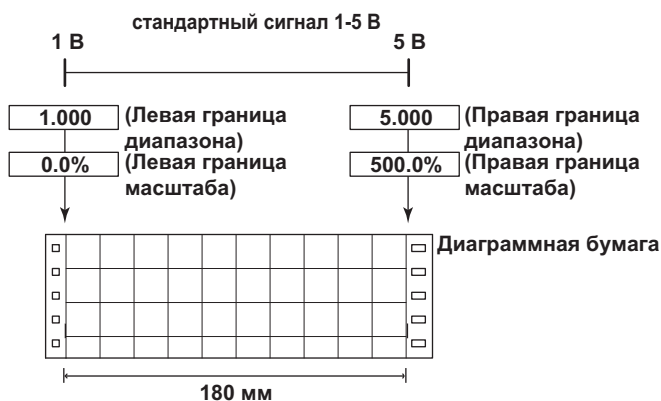 стандартный сигнал 1-5 В
1 В 5 В
1.000 (Левая граница диапазона) 5.000 (Правая граница диапазона)
0.0% (Левая граница масштаба) 500.0% (Правая граница масштаба)
Диаграммная бумага
180 мм